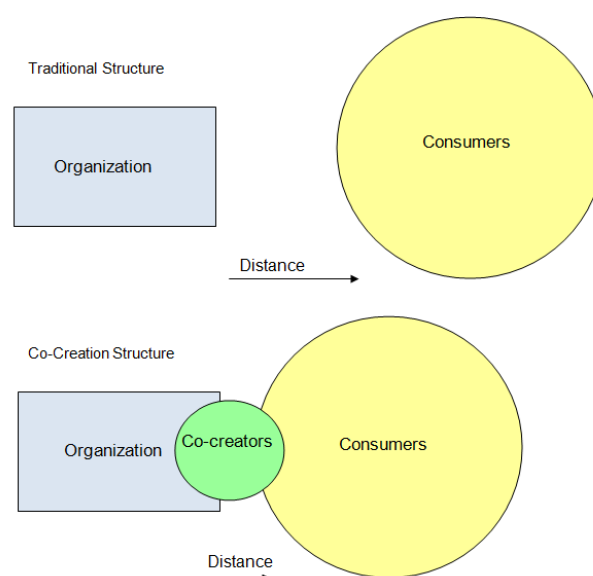 Traditional Structure
Organization
Consumers
Distance
Co-Creation Structure
Organization
Co-creators
Consumers
Distance